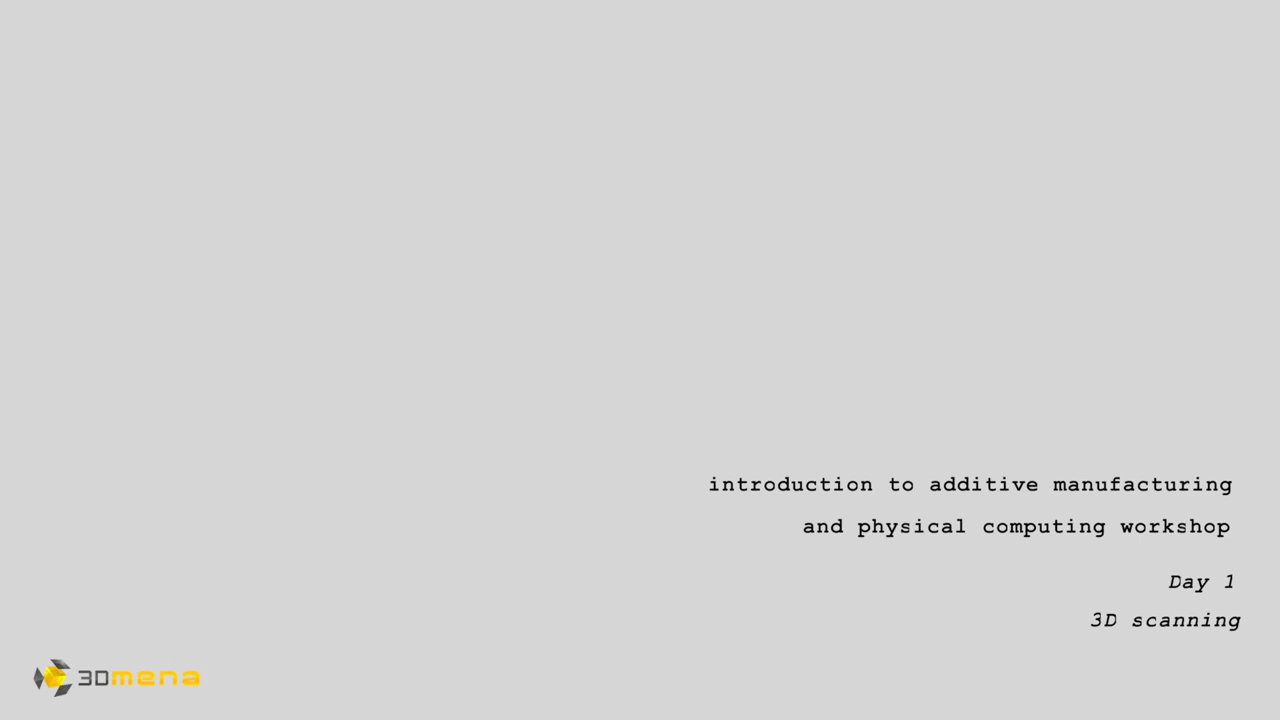 introduction to additive manufacturing
and physical computing workshop
Day 1
3D scanning
3Dmena